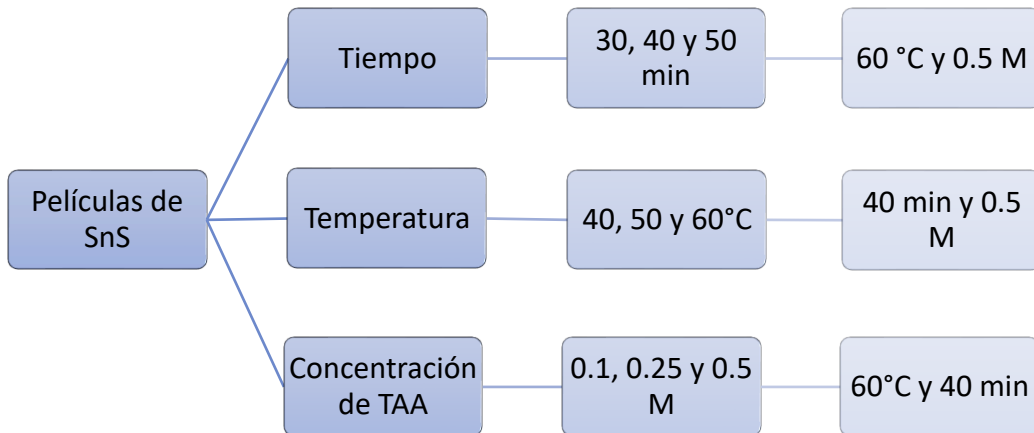 Películas de
SnS
Tiempo
30, 40 y 50
min
60 °C y 0.5 M
Temperatura
40, 50 y 60°C
40 min y 0.5
M
Concentración
de TAA
0.1, 0.25 y 0.5
M
60°C y 40 min